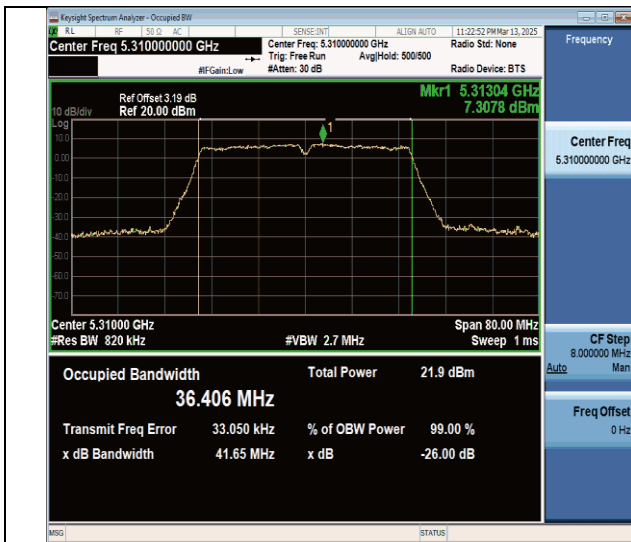 Keysight Spectrum Analyzer - Occupied BW
RL RF 50 Ω AC SENSE:INT ALIGN AUTO 11:22:52 PM Mar 13, 2025
Center Freq 5.310000000 GHz
Center Freq: 5.310000000 GHz
Radio Std: None
Trig: Free Run Avg|Hold: 500/500
#IFGain:Low #Atten: 30 dB Radio Device: BTS
Frequency
Mkr1 5.31304 GHz
7.3078 dBm
Ref Offset 3.19 dB
10 dB/div Ref 20.00 dBm
Log
10.0
0.00
-10.0
-20.0
-30.0
-40.0
-50.0
-60.0
-70.0
1
Center 5.31000 GHz Span 80.00 MHz
#Res BW 820 kHz #VBW 2.7 MHz Sweep 1 ms
Occupied Bandwidth Total Power 21.9 dBm
36.406 MHz
Transmit Freq Error 33.050 kHz % of OBW Power 99.00 %
x dB Bandwidth 41.65 MHz x dB -26.00 dB
Center Freq
5.310000000 GHz
CF Step
8.000000 MHz
Auto Man
Freq Offset
0 Hz
MSG STATUS